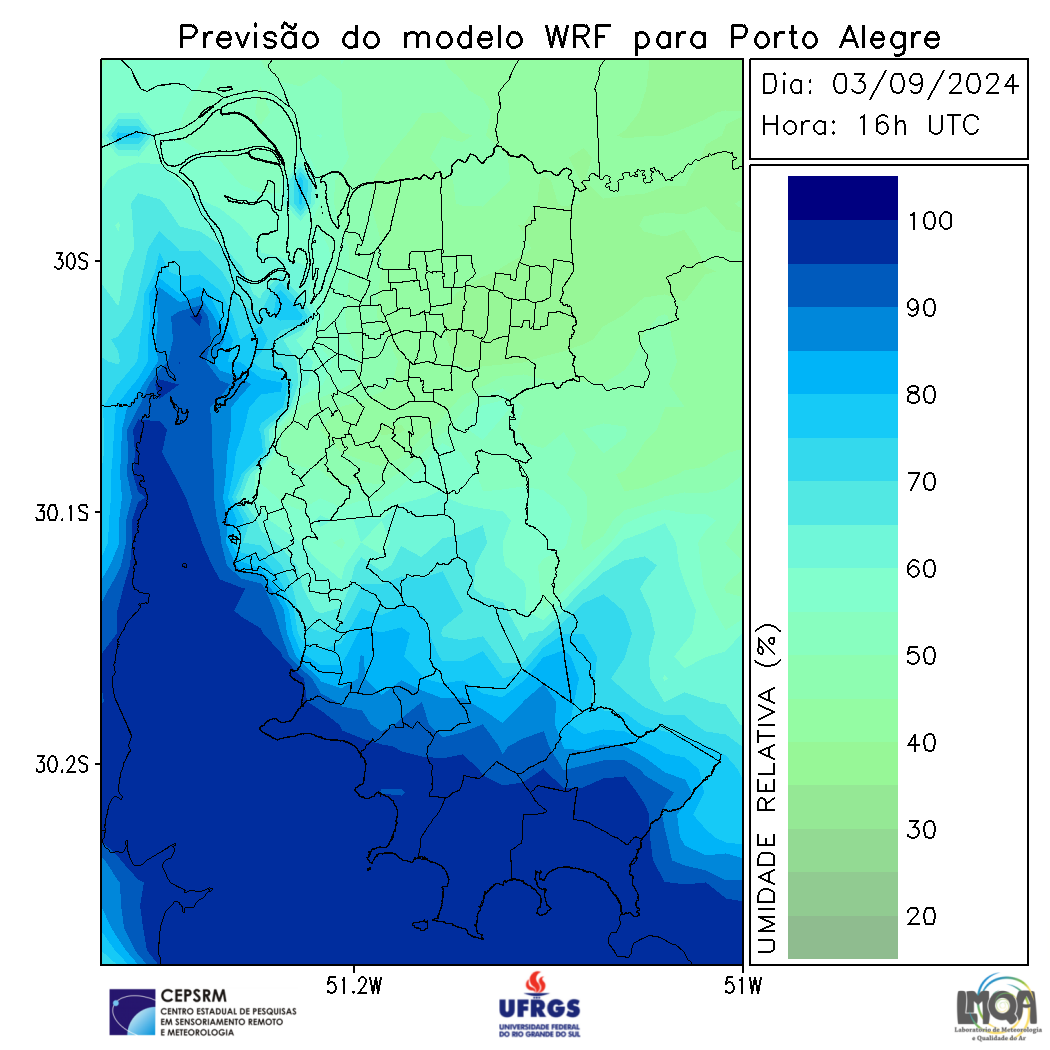 Previsão do modelo WRF para Porto Alegre
Dia: 03/09/2024
Hora: 16h UTC
100
90
80
70
60
50
40
30
20
UMIDADE RELATIVA (%)
30S
30.1S
30.2S
51.2W
51W
CEPSRM
CENTRO ESTADUAL DE PESQUISAS
EM SENSORIAMENTO REMOTO
E METEOROLOGIA
UFRGS
UNIVERSIDADE FEDERAL
DO RIO GRANDE DO SUL
LMQA
Laboratório de Meteorologia
e Qualidade do Ar